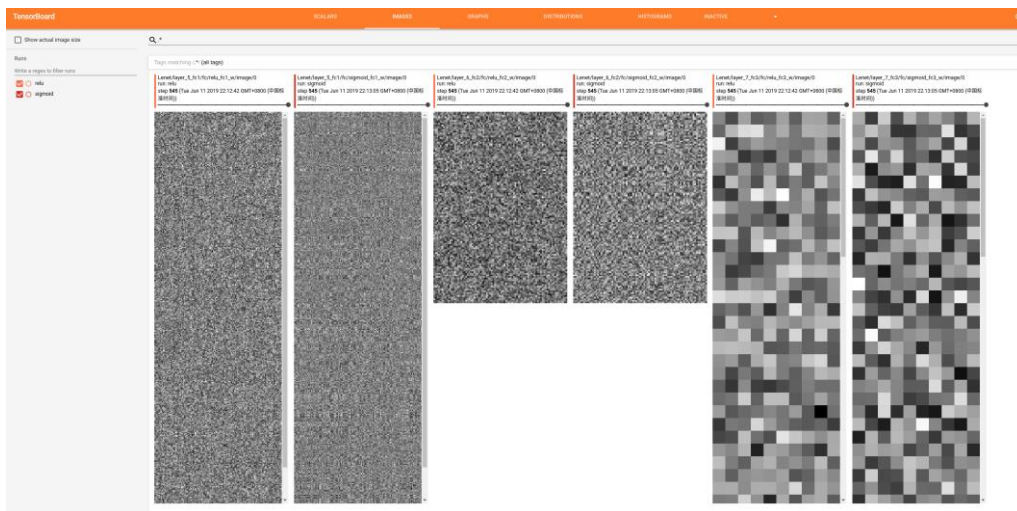 TensorBoard
SCALARS
IMAGES
GRAPHS
DISTRIBUTIONS
HISTOGRAMS
INACTIVE
Show actual image size
Runs
Write a regex to filter runs
relu
sigmoid
.*
Tags matching /.*/ (all tags)
Lenet/layer_5_fc1/fc/relu_fc1_w/image/0
run: relu
step 545 (Tue Jun 11 2019 22:12:42 GMT+0800 (中国标
准时间))
Lenet/layer_5_fc1/fc/sigmoid_fc1_w/image/0
run: sigmoid
step 545 (Tue Jun 11 2019 22:13:05 GMT+0800 (中国标
准时间))
Lenet/layer_6_fc2/fc/relu_fc2_w/image/0
run: relu
step 545 (Tue Jun 11 2019 22:12:42 GMT+0800 (中国标
准时间))
Lenet/layer_6_fc2/fc/sigmoid_fc2_w/image/0
run: sigmoid
step 545 (Tue Jun 11 2019 22:13:05 GMT+0800 (中国标
准时间))
Lenet/layer_7_fc3/fc/relu_fc3_w/image/0
run: relu
step 545 (Tue Jun 11 2019 22:12:42 GMT+0800 (中国标
准时间))
Lenet/layer_7_fc3/fc/sigmoid_fc3_w/image/0
run: sigmoid
step 545 (Tue Jun 11 2019 22:13:05 GMT+0800 (中国标
准时间))